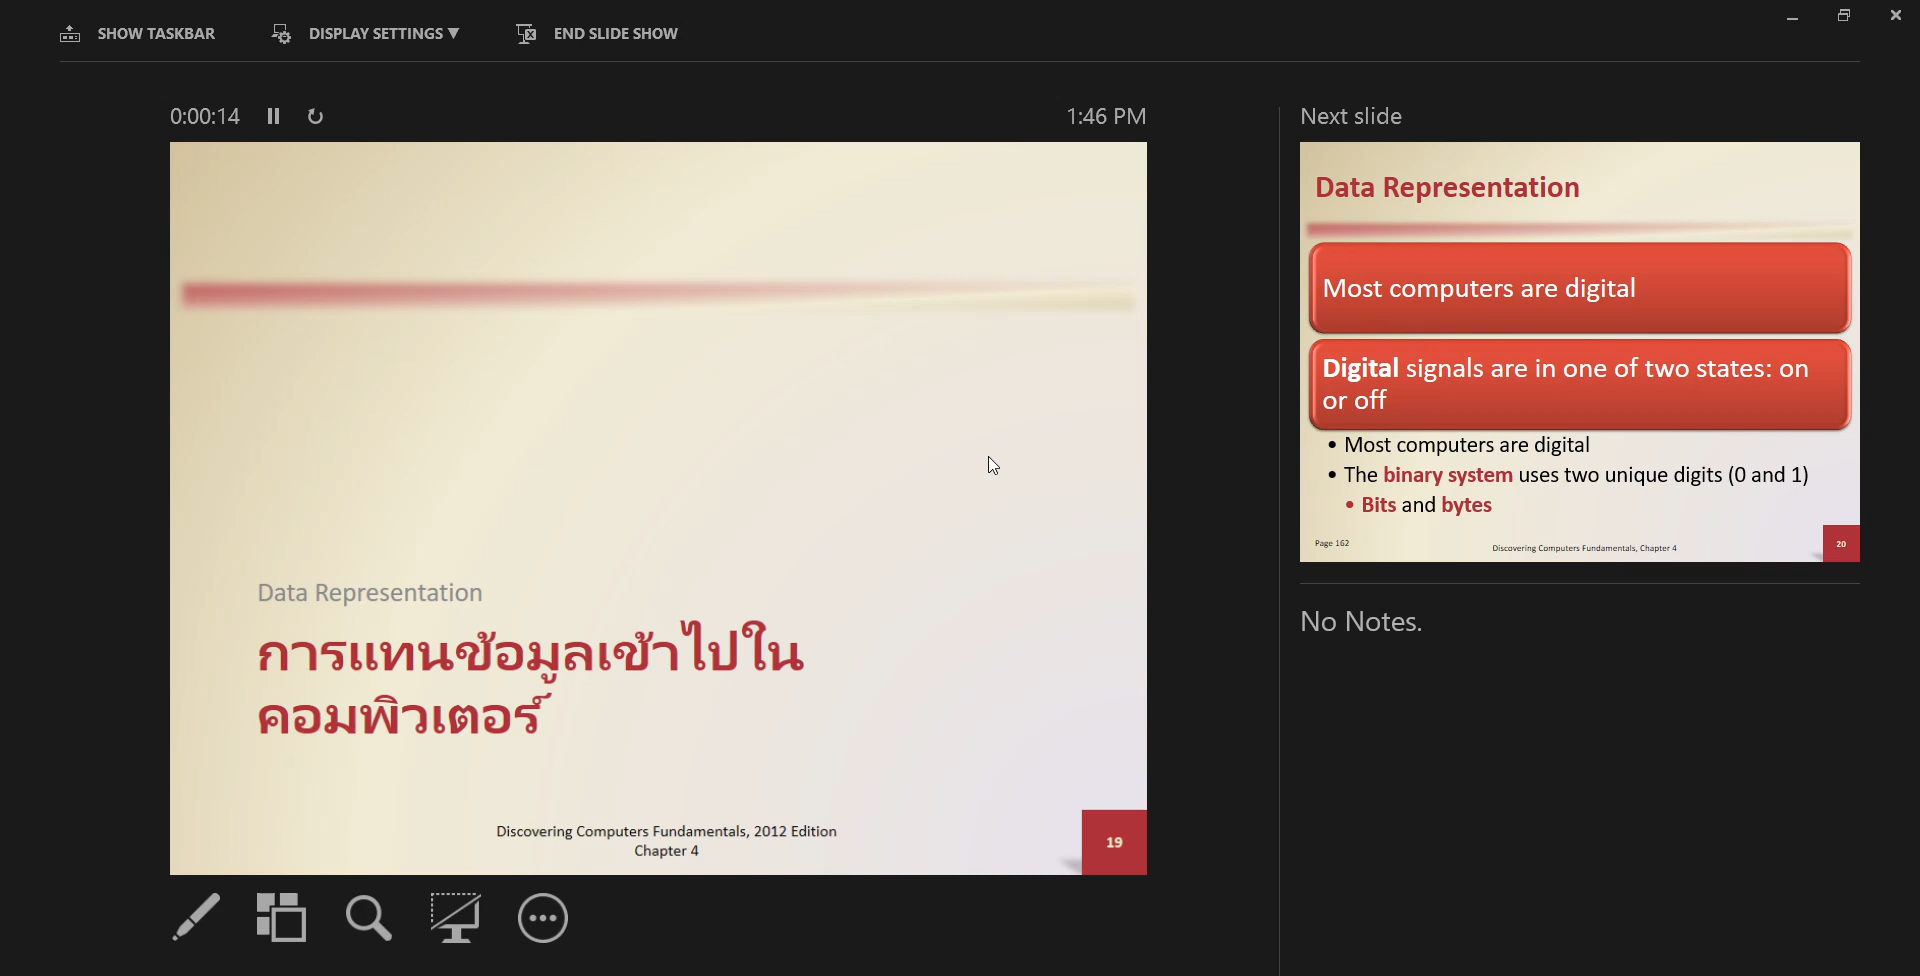 SHOW TASKBAR
DISPLAY SETTINGS ▼
END SLIDE SHOW
0:00:14
1:46 PM
Data Representation
การแทนข้อมูลเข้าไปใน
คอมพิวเตอร์
Discovering Computers Fundamentals, 2012 Edition
Chapter 4
19
Next slide
Data Representation
Most computers are digital
Digital signals are in one of two states: on
or off
• Most computers are digital
• The binary system uses two unique digits (0 and 1)
• Bits and bytes
Page 162
Discovering Computers Fundamentals, Chapter 4
20
No Notes.